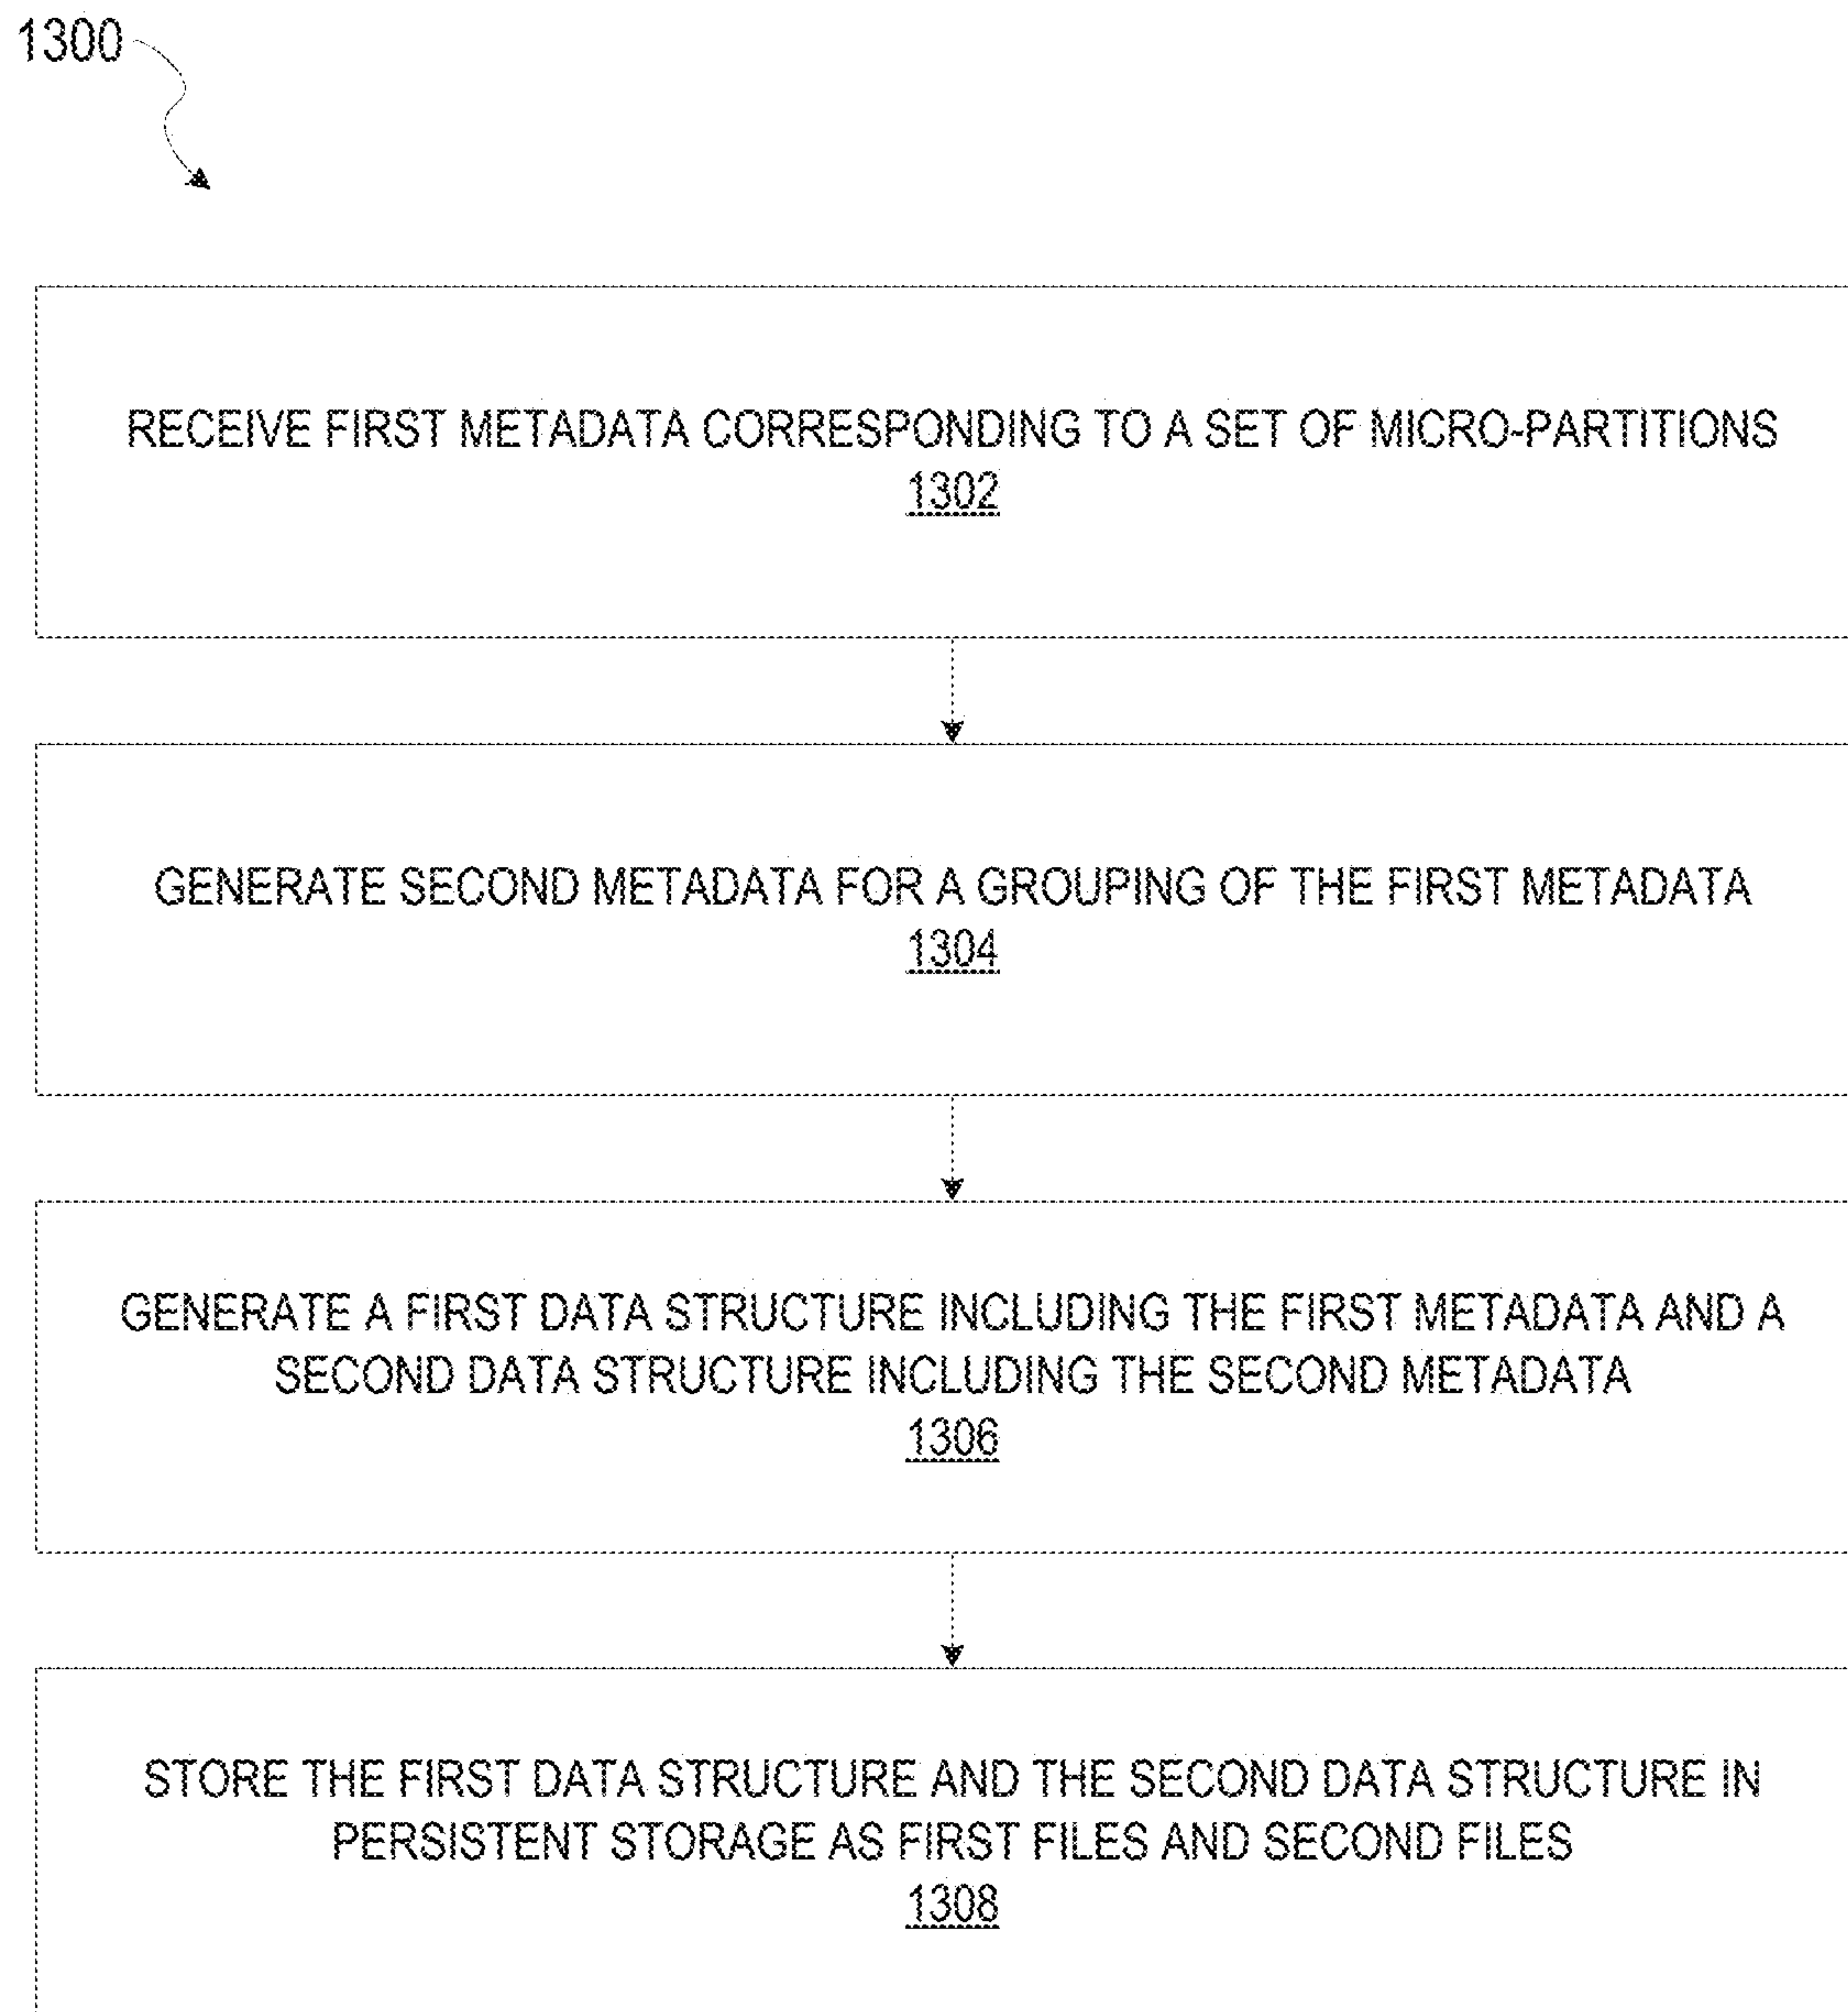 1300
RECEIVE FIRST METADATA CORRESPONDING TO A SET OF MICRO-PARTITIONS
1302
GENERATE SECOND METADATA FOR A GROUPING OF THE FIRST METADATA
1304
GENERATE A FIRST DATA STRUCTURE INCLUDING THE FIRST METADATA AND A
SECOND DATA STRUCTURE INCLUDING THE SECOND METADATA
1306
STORE THE FIRST DATA STRUCTURE AND THE SECOND DATA STRUCTURE IN
PERSISTENT STORAGE AS FIRST FILES AND SECOND FILES
1308